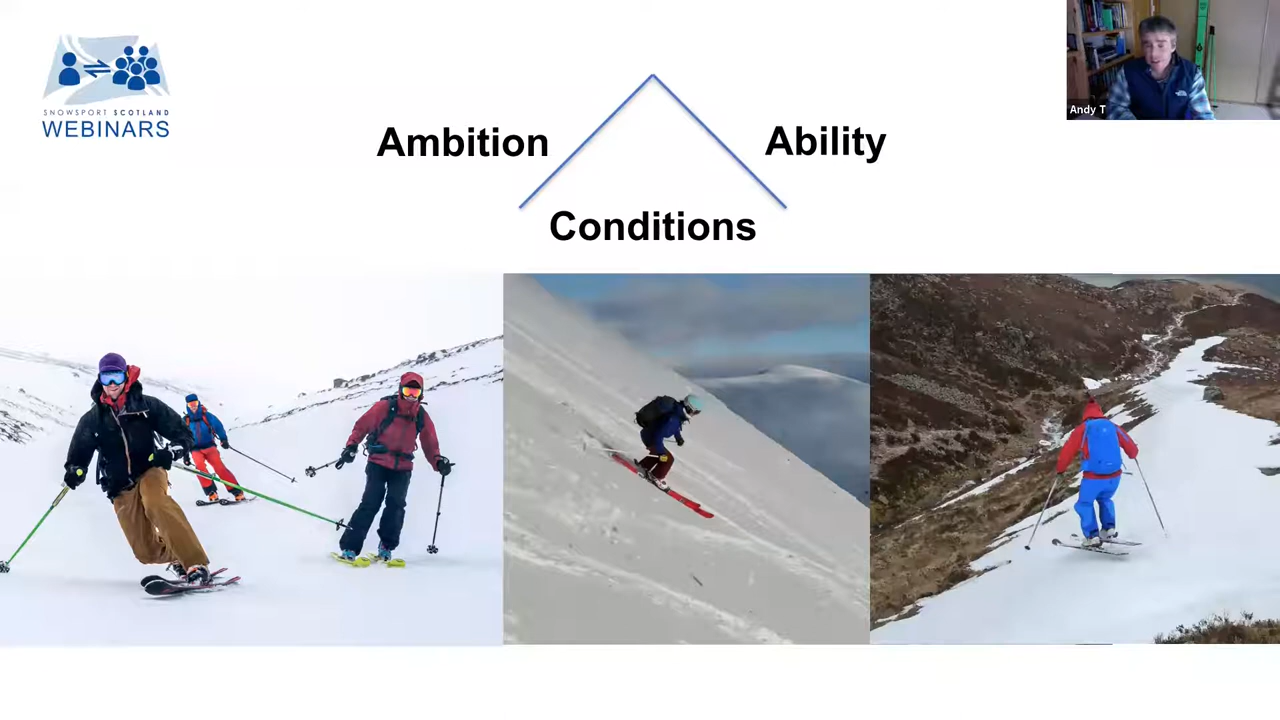 SNOWSPORT SCOTLAND
WEBINARS
Ambition
Ability
Conditions
Andy T